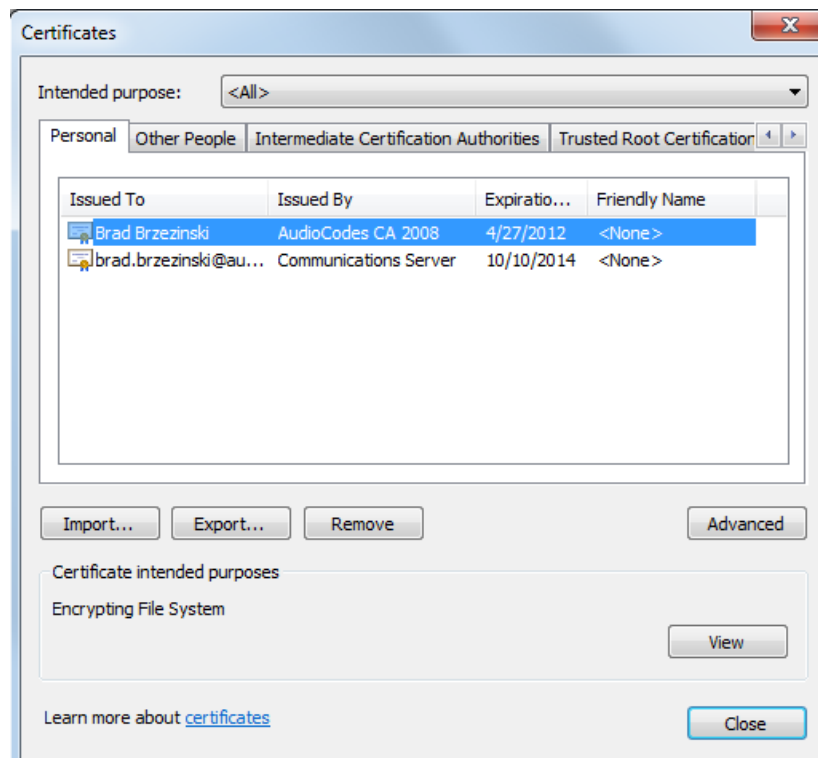 Certificates
X
Intended purpose: <All>
Personal Other People Intermediate Certification Authorities Trusted Root Certification
Issued To Issued By Expiratio... Friendly Name
Brad Brzezinski AudioCodes CA 2008 4/27/2012 <None>
brad.brzezinski@au... Communications Server 10/10/2014 <None>
Import... Export... Remove Advanced
Certificate intended purposes
Encrypting File System
View
Learn more about certificates
Close